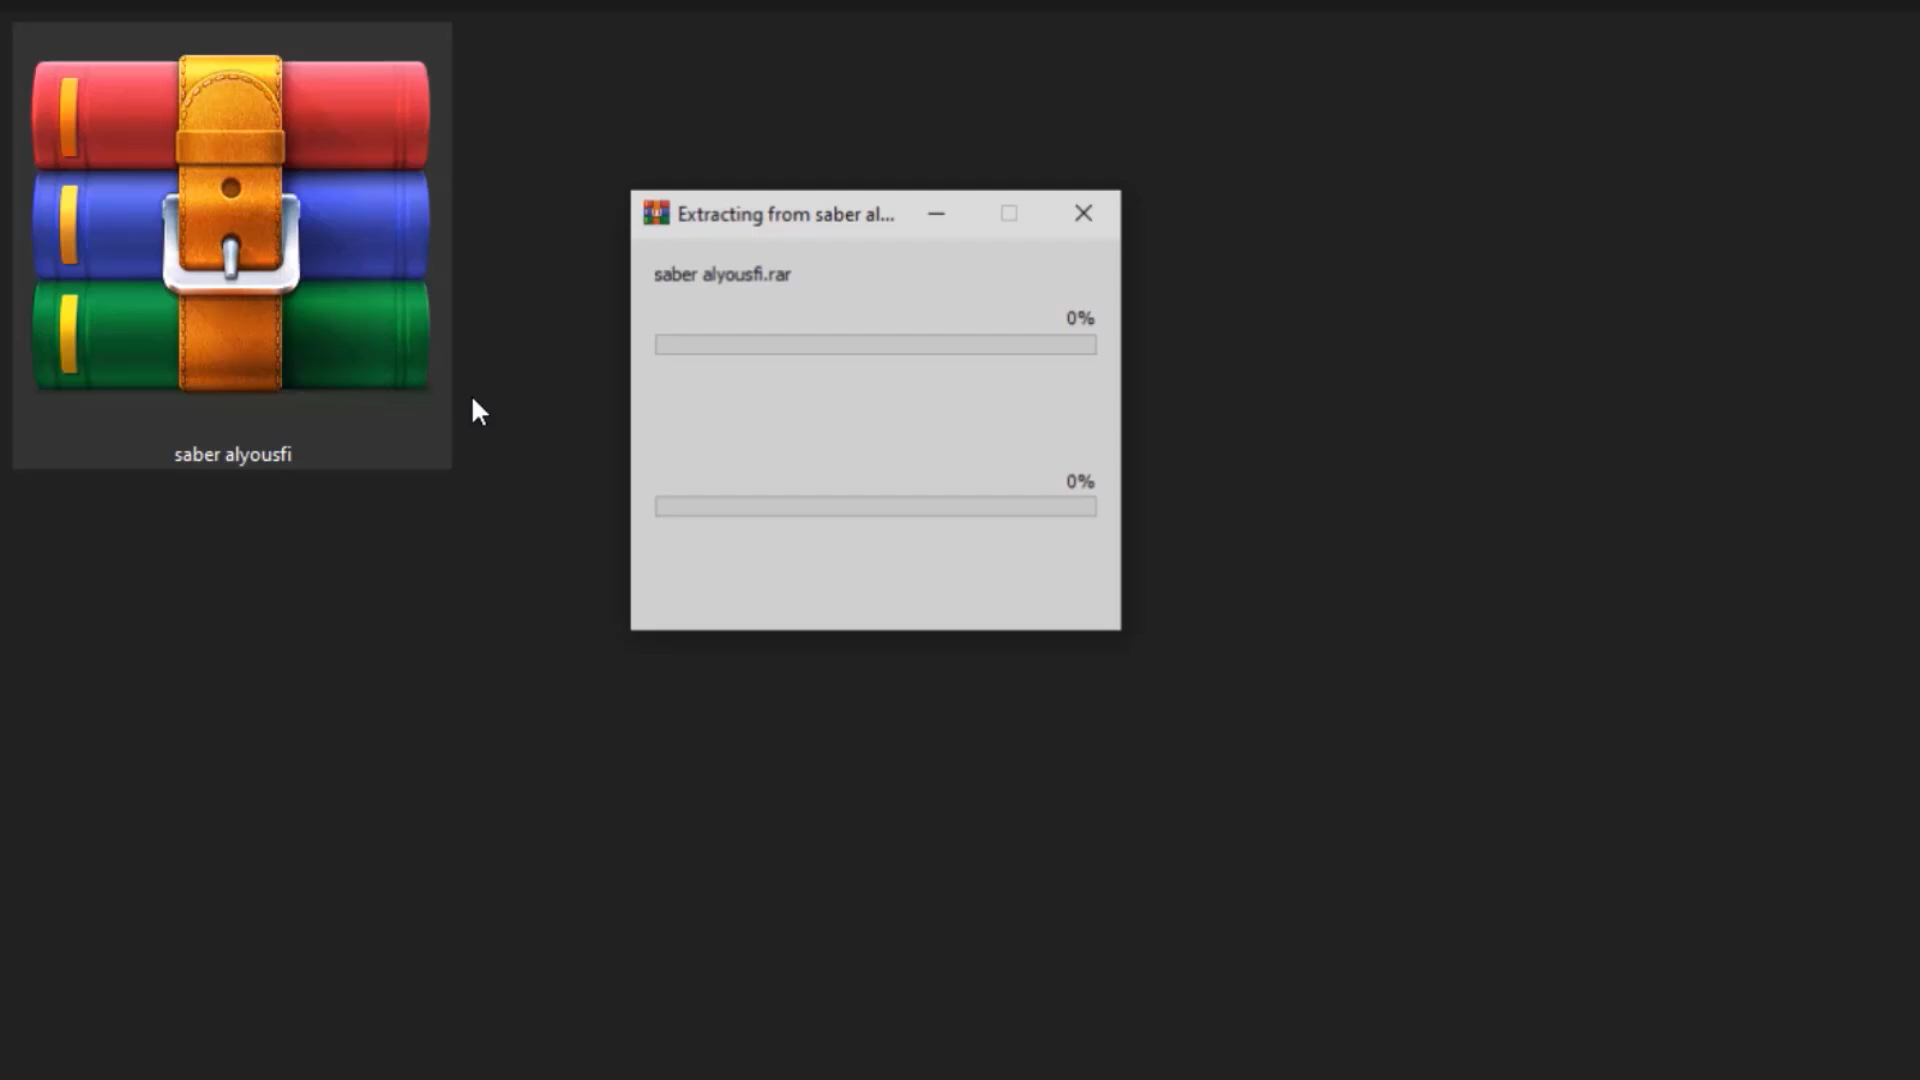 saber alyousfi
Extracting from saber al...
saber alyousfi.rar
0%
0%